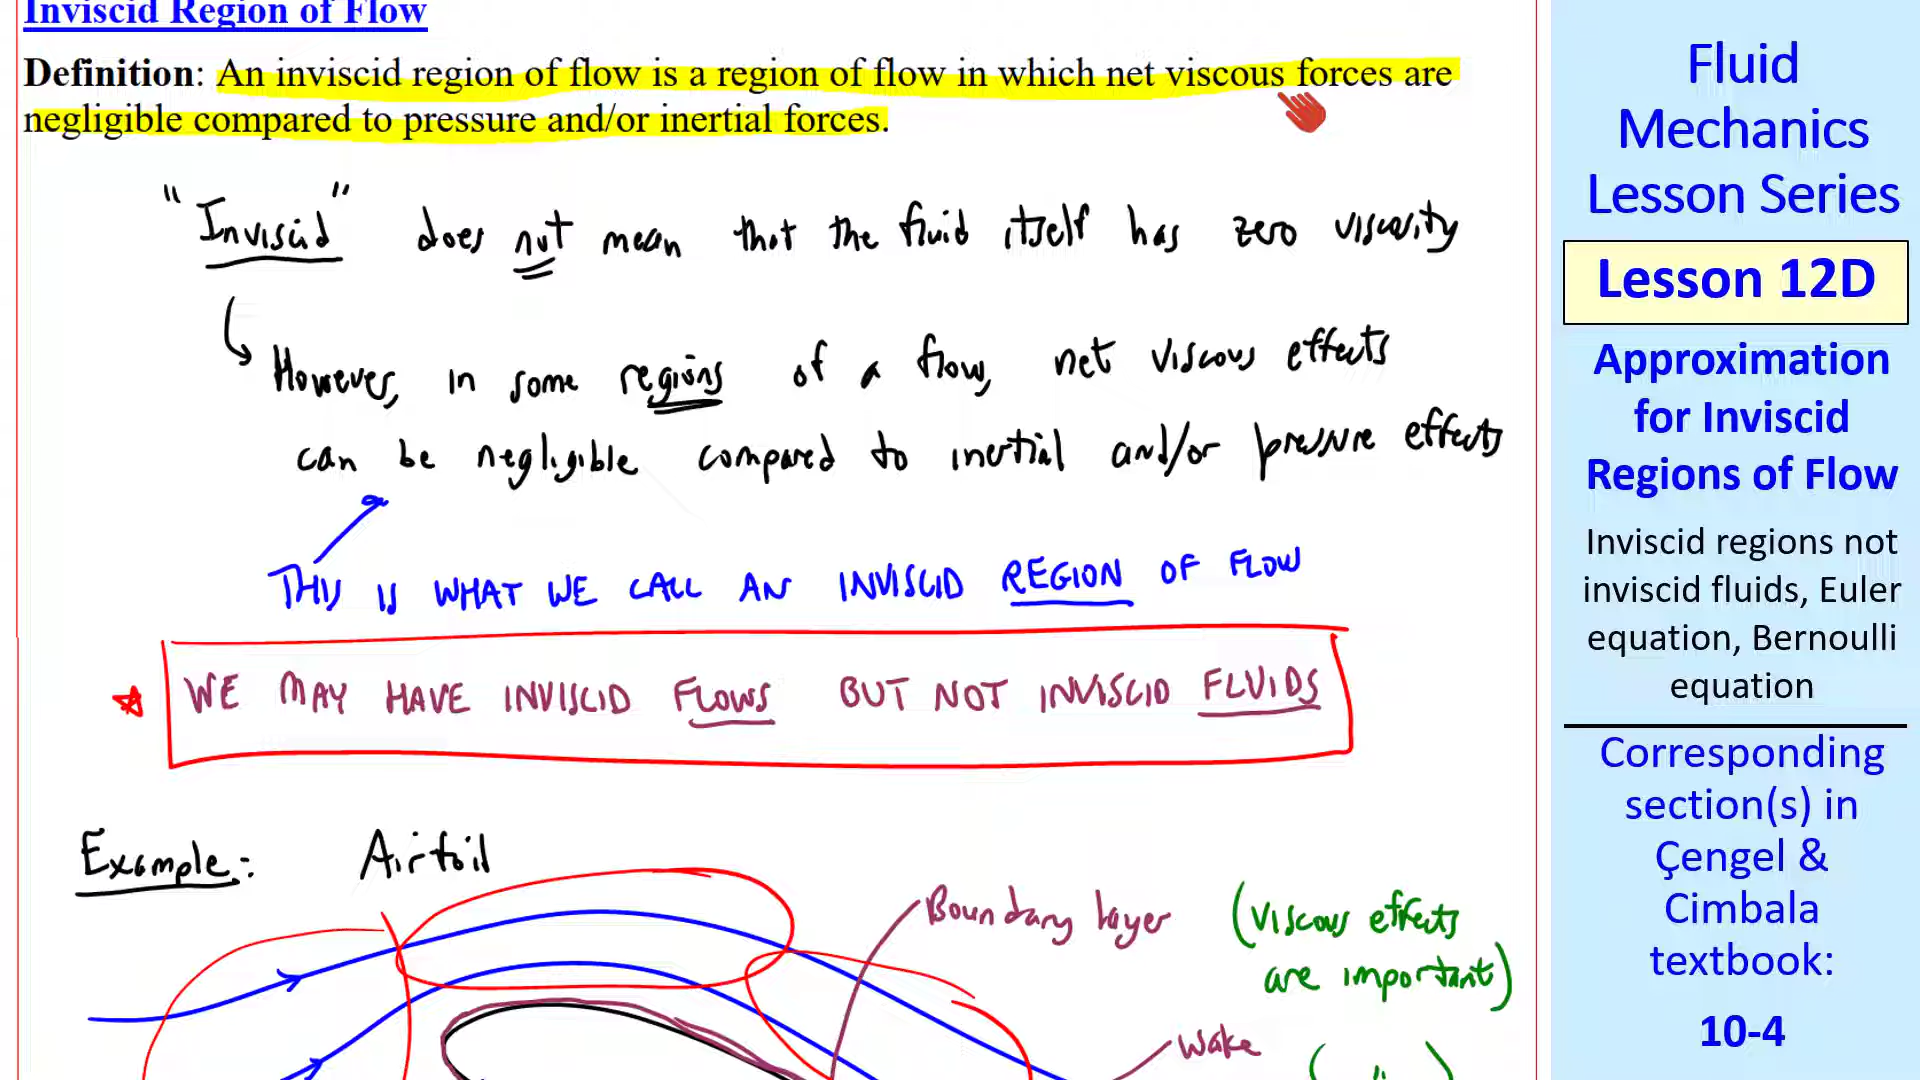 Inviscid Region of Flow
Definition: An inviscid region of flow is a region of flow in which net viscous forces are
negligible compared to pressure and/or inertial forces.
"Inviscid" does not mean that the fluid itself has zero viscosity
However, in some regions of a flow, net viscous effects
can be negligible compared to inertial and/or pressure effects
THIS IS WHAT WE CALL AN INVISCID REGION OF FLOW
WE MAY HAVE INVISCID FLOWS BUT NOT INVISCID FLUIDS
Example: Airfoil
Boundary layer (viscous effects
are important)
Wake
Fluid
Mechanics
Lesson Series
Lesson 12D
Approximation
for Inviscid
Regions of Flow
Inviscid regions not
inviscid fluids, Euler
equation, Bernoulli
equation
Corresponding
section(s) in
Çengel &
Cimbala
textbook:
10-4